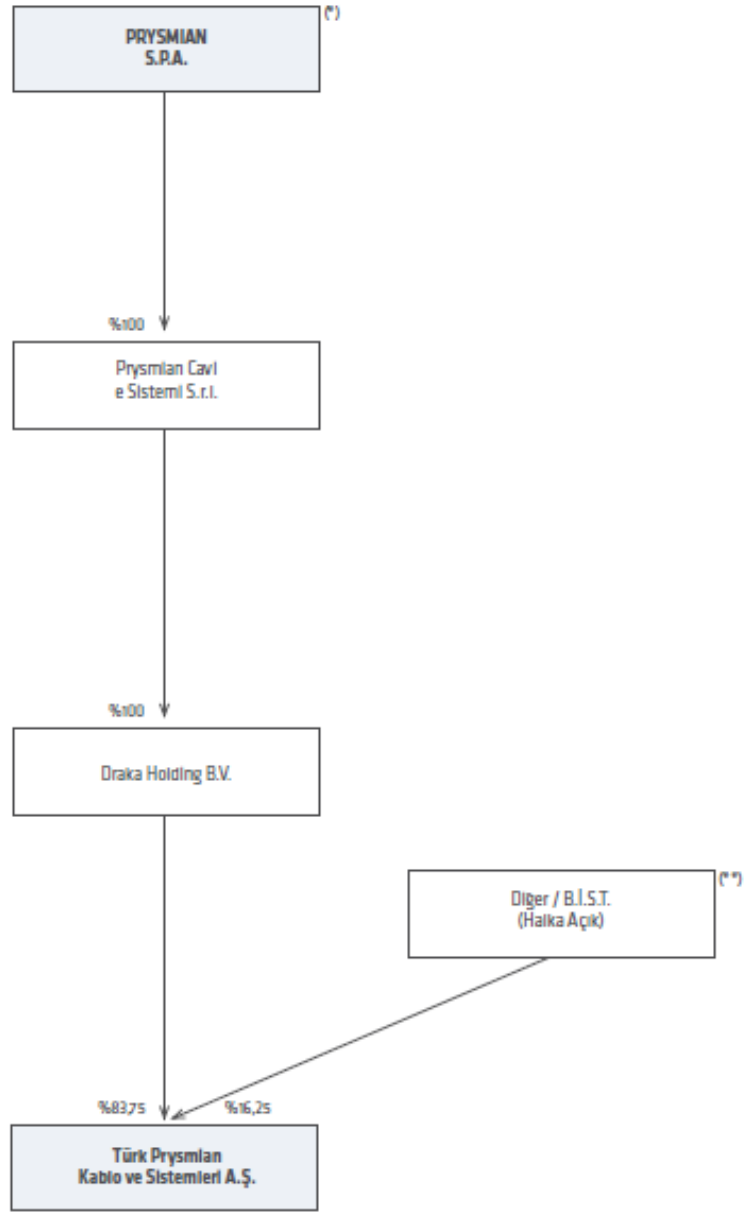 PRYSMIAN
S.P.A.
(*)
%100
Prysmian Cavi
e Sistemi S.r.l.
%100
Draka Holding B.V.
Diğer / B.İ.S.T.
(Halka Açık)
(**)
%83,75
%16,25
Türk Prysmian
Kablo ve Sistemleri A.Ş.